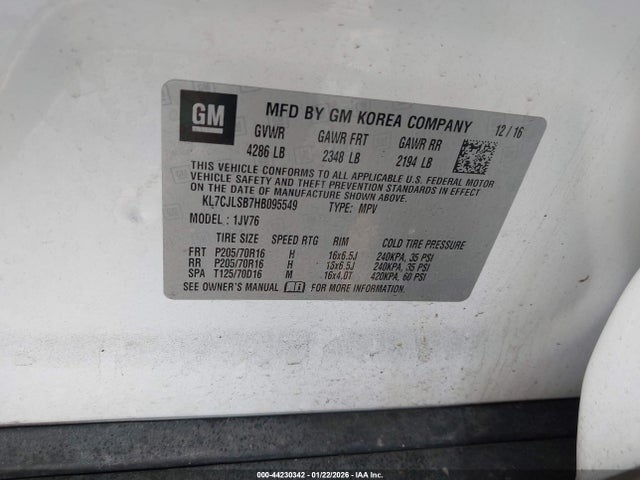 GM
MFD BY GM KOREA COMPANY 12/16
GVWR GAWR FRT GAWR RR
4286 LB 2348 LB 2194 LB
THIS VEHICLE CONFORMS TO ALL APPLICABLE U.S. FEDERAL MOTOR
VEHICLE SAFETY AND THEFT PREVENTION STANDARDS IN EFFECT
ON THE DATE OF MANUFACTURE SHOWN ABOVE.
KL7CJLSB7HB095549 TYPE: MPV
MODEL: 1JV76
TIRE SIZE SPEED RTG RIM COLD TIRE PRESSURE
FRT P205/70R16 H 16x6.5J 240KPA, 35 PSI
RR P205/70R16 H 16x6.5J 240KPA, 35 PSI
SPA T125/70D16 M 16x4.0T 420KPA, 60 PSI
SEE OWNER'S MANUAL FOR MORE INFORMATION.
000-44230342 - 01/22/2026 - IAA Inc.